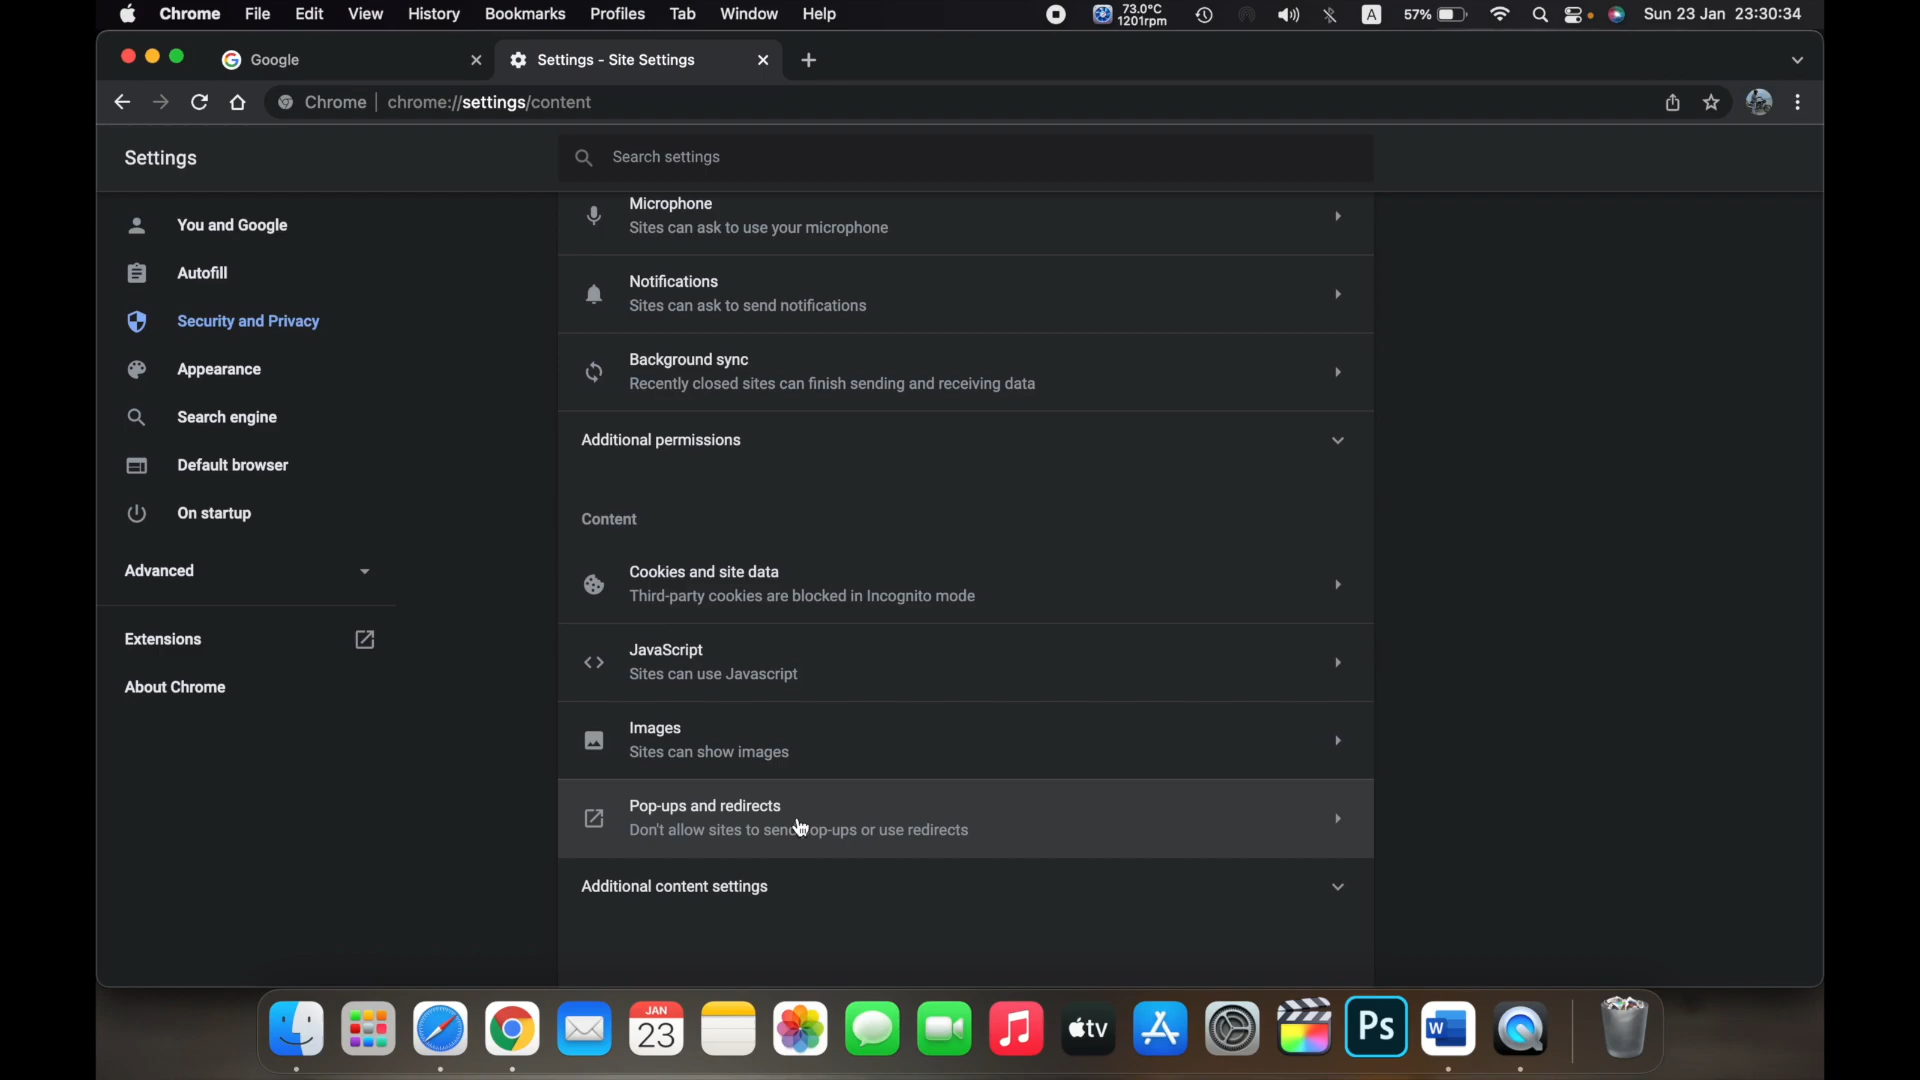 Chrome File Edit View History Bookmarks Profiles Tab Window Help 73.0°C 1201rpm A 57% Sun 23 Jan 23:30:34
Google Settings - Site Settings
Chrome chrome://settings/content
Settings Search settings
You and Google
Autofill
Security and Privacy
Appearance
Search engine
Default browser
On startup
Advanced
Extensions
About Chrome
Microphone
Sites can ask to use your microphone
Notifications
Sites can ask to send notifications
Background sync
Recently closed sites can finish sending and receiving data
Additional permissions
Content
Cookies and site data
Third-party cookies are blocked in Incognito mode
JavaScript
Sites can use Javascript
Images
Sites can show images
Pop-ups and redirects
Don't allow sites to send pop-ups or use redirects
Additional content settings
JAN
23
tv
Ps
W